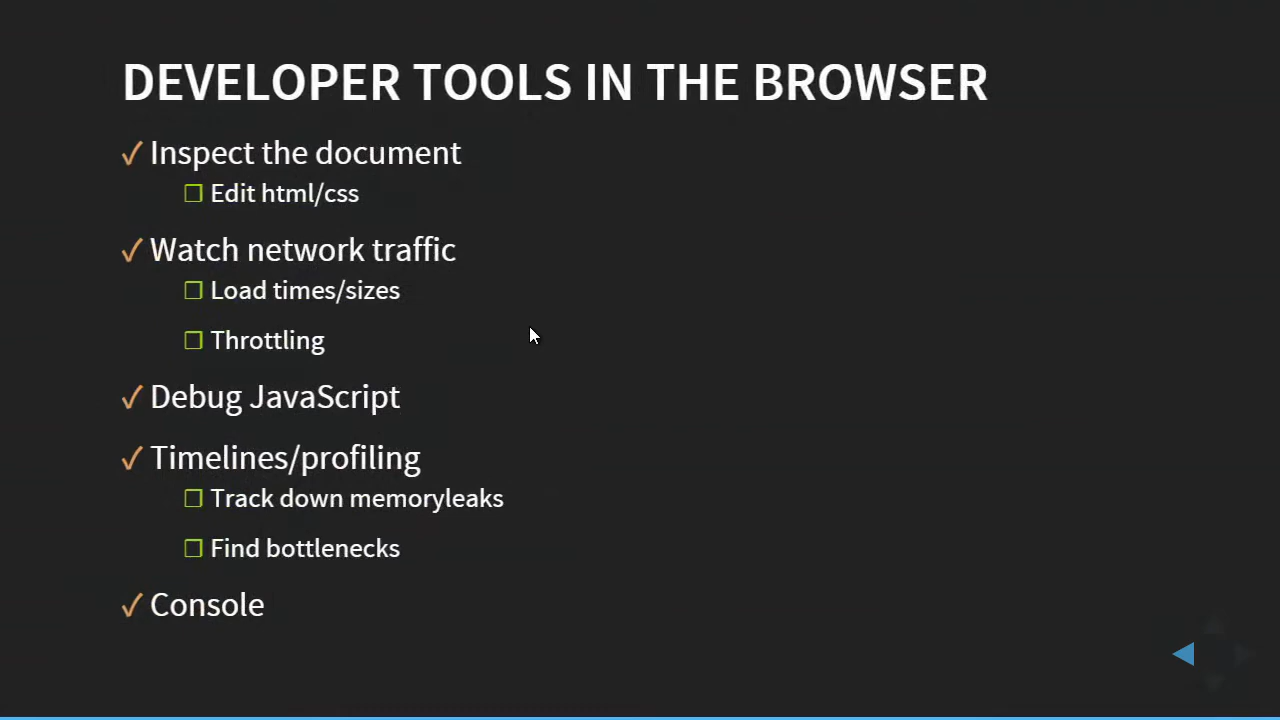 DEVELOPER TOOLS IN THE BROWSER
✓ Inspect the document
❐ Edit html/css
✓ Watch network traffic
❐ Load times/sizes
❐ Throttling
✓ Debug JavaScript
✓ Timelines/profiling
❐ Track down memoryleaks
❐ Find bottlenecks
✓ Console